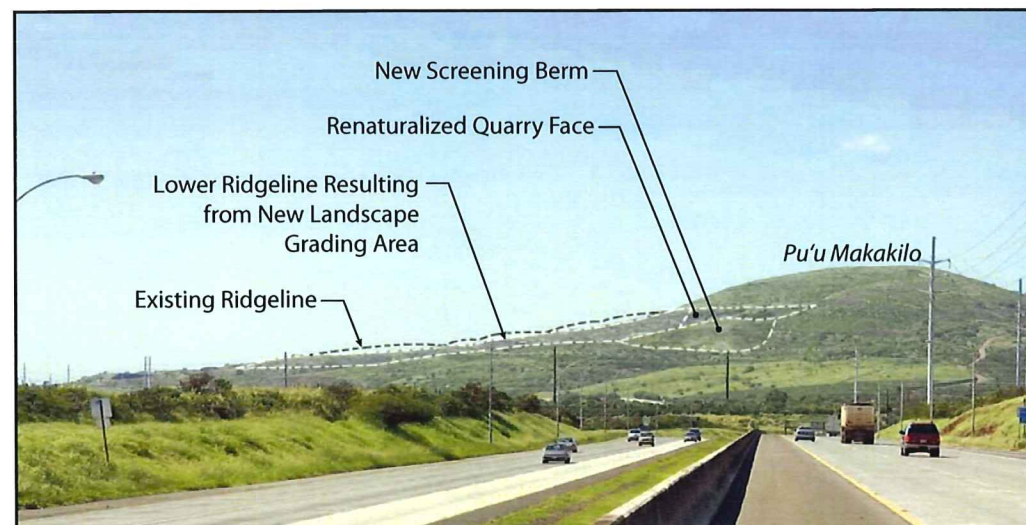 New Screening Berm
Renaturalized Quarry Face
Lower Ridgeline Resulting
from New Landscape
Grading Area
Existing Ridgeline
Pu'u Makakilo